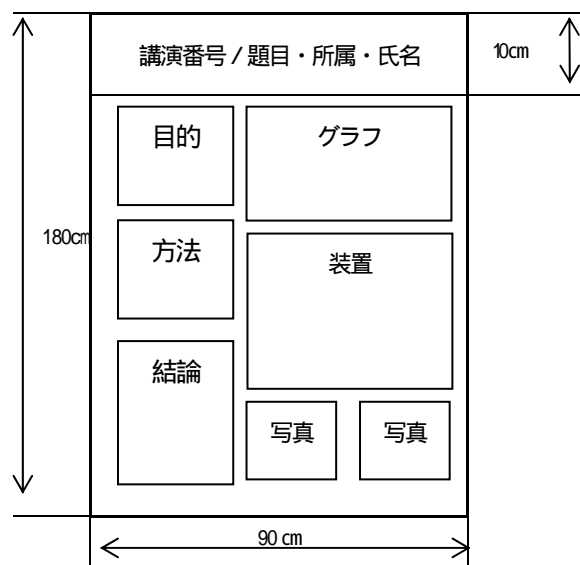 講演番号 / 題目・所属・氏名
10cm
目的
グラフ
180cm
方法
装置
結論
写真
写真
90 cm